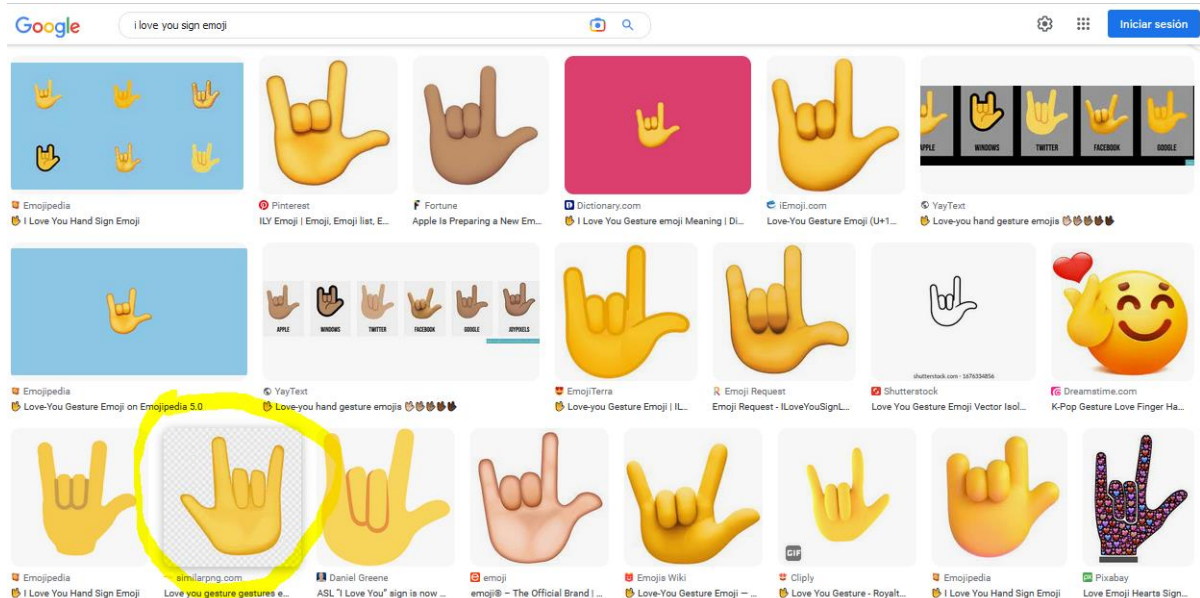 Google
i love you sign emoji
Iniciar sesión
APPLE WINDOWS TWITTER FACEBOOK GOOGLE
Emojipedia
🤟 I Love You Hand Sign Emoji
Pinterest
ILY Emoji | Emoji, Emoji list, E...
Fortune
Apple Is Preparing a New Em...
Dictionary.com
🤟 I Love You Gesture emoji Meaning | Di...
iEmoji.com
Love-You Gesture Emoji (U+1...
YayText
🤟 Love-you hand gesture emojis 🤟🏻🤟🏼🤟🏽🤟🏾🤟🏿
APPLE WINDOWS TWITTER FACEBOOK GOOGLE JOYPIXELS
shutterstock.com · 1676334856
Emojipedia
🤟 Love-You Gesture Emoji on Emojipedia 5.0
YayText
🤟 Love-you hand gesture emojis 🤟🏻🤟🏼🤟🏽🤟🏾🤟🏿
EmojiTerra
🤟 Love-you Gesture Emoji | IL...
Emoji Request
Emoji Request - ILoveYouSignL...
Shutterstock
Love You Gesture Emoji Vector Isol...
Dreamstime.com
K-Pop Gesture Love Finger Ha...
GIF
Emojipedia
🤟 I Love You Hand Sign Emoji
similarpng.com
Love you gesture gestures e...
Daniel Greene
ASL "I Love You" sign is now ...
emoji
emoji® – The Official Brand | ...
Emojis Wiki
🤟 Love-You Gesture Emoji — ...
Cliply
🤟 Love You Gesture - Royalt...
Emojipedia
🤟 I Love You Hand Sign Emoji
Pixabay
Love Emoji Hearts Sign...